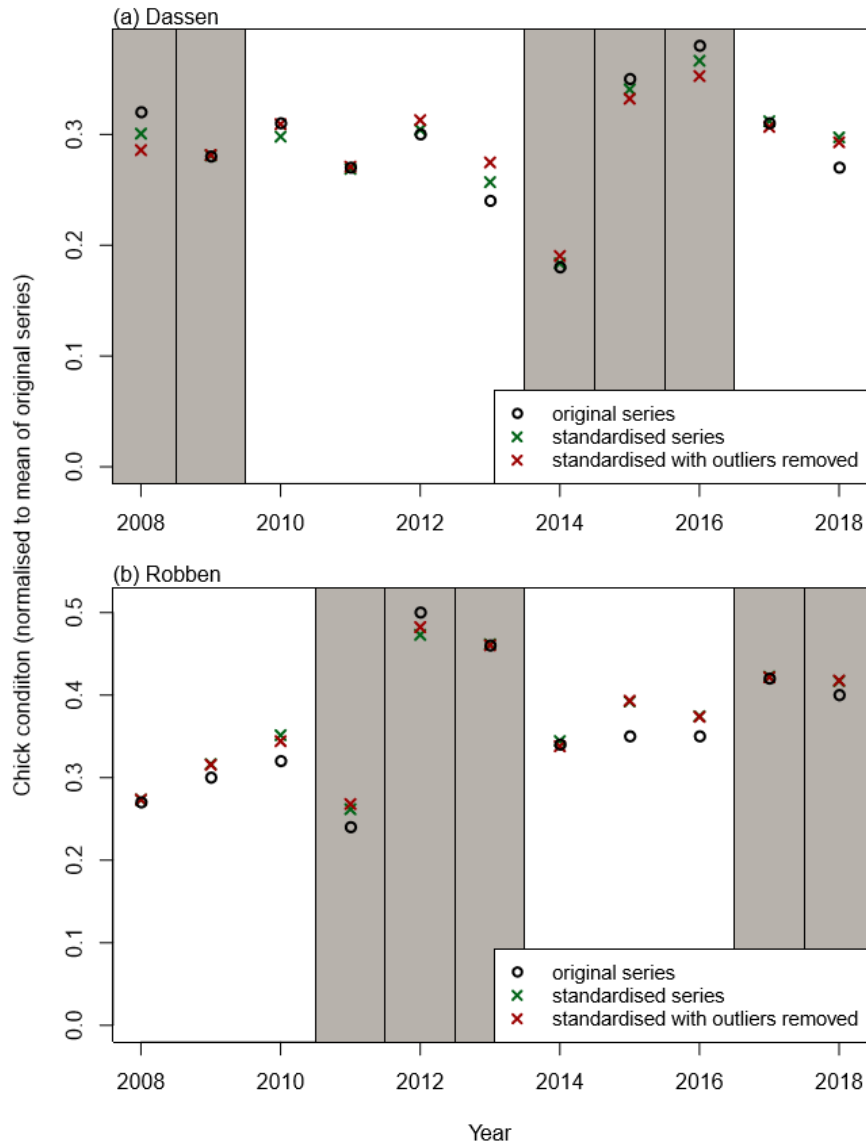 (a) Dassen
0.3
0.2
0.1
0.0
original series
standardised series
standardised with outliers removed
2008 2010 2012 2014 2016 2018
Chick condiiton (normalised to mean of original series)
(b) Robben
0.5
0.4
0.3
0.2
0.1
0.0
original series
standardised series
standardised with outliers removed
2008 2010 2012 2014 2016 2018
Year